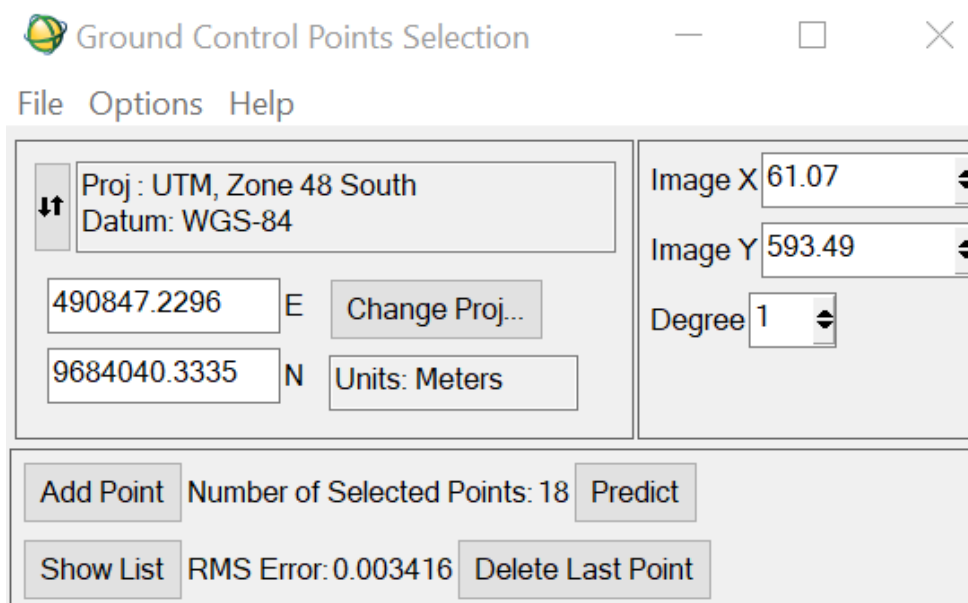 Ground Control Points Selection
File Options Help
Proj : UTM, Zone 48 South
Datum: WGS-84
490847.2296 E Change Proj...
9684040.3335 N Units: Meters
Image X 61.07
Image Y 593.49
Degree 1
Add Point Number of Selected Points: 18 Predict
Show List RMS Error: 0.003416 Delete Last Point